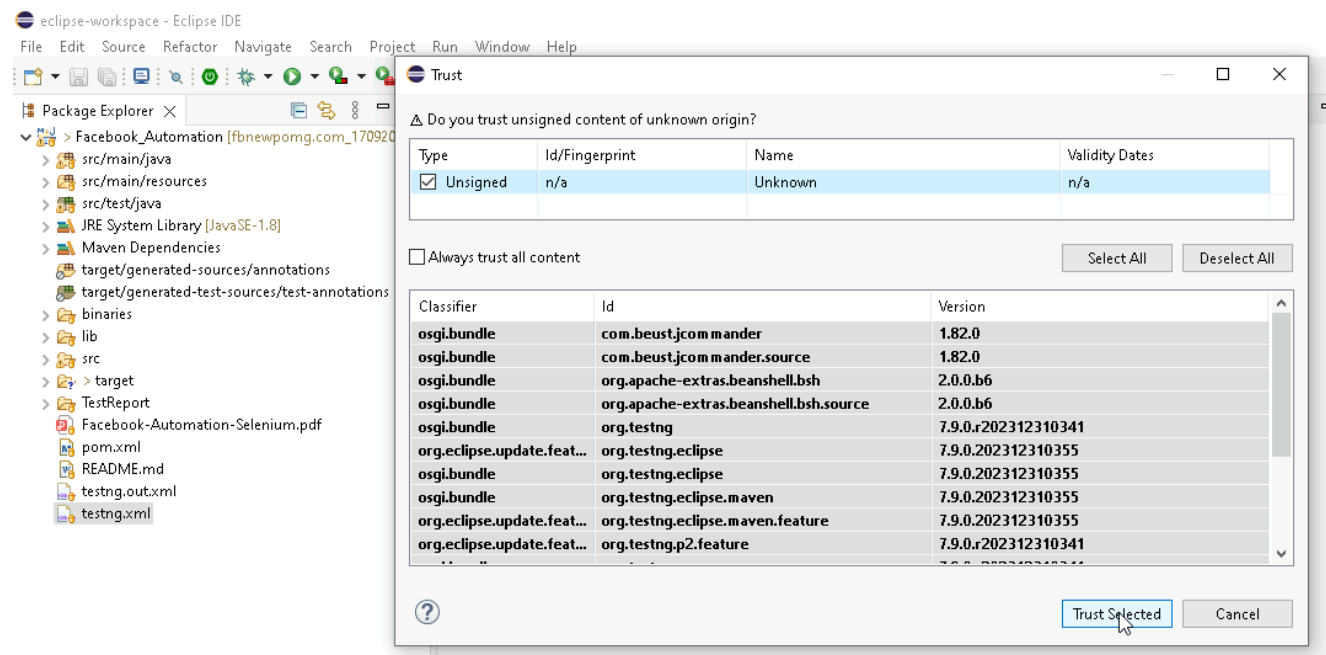 eclipse-workspace - Eclipse IDE
File Edit Source Refactor Navigate Search Project Run Window Help
Package Explorer
> Facebook_Automation [fbnewpomg.com_170920
src/main/java
src/main/resources
src/test/java
JRE System Library [JavaSE-1.8]
Maven Dependencies
target/generated-sources/annotations
target/generated-test-sources/test-annotations
binaries
lib
src
> target
TestReport
Facebook-Automation-Selenium.pdf
pom.xml
README.md
testng.out.xml
testng.xml
Trust
Do you trust unsigned content of unknown origin?
Type Id/Fingerprint Name Validity Dates
Unsigned n/a Unknown n/a
Always trust all content
Select All Deselect All
Classifier Id Version
osgi.bundle com.beust.jcommander 1.82.0
osgi.bundle com.beust.jcommander.source 1.82.0
osgi.bundle org.apache-extras.beanshell.bsh 2.0.0.b6
osgi.bundle org.apache-extras.beanshell.bsh.source 2.0.0.b6
osgi.bundle org.testng 7.9.0.r202312310341
org.eclipse.update.feat... org.testng.eclipse 7.9.0.202312310355
osgi.bundle org.testng.eclipse 7.9.0.202312310355
osgi.bundle org.testng.eclipse.maven 7.9.0.202312310355
org.eclipse.update.feat... org.testng.eclipse.maven.feature 7.9.0.202312310355
org.eclipse.update.feat... org.testng.p2.feature 7.9.0.r202312310341
Trust Selected Cancel